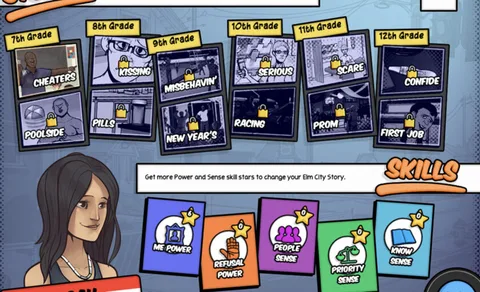 7th Grade
8th Grade
9th Grade
10th Grade
11th Grade
12th Grade
CHEATERS
KISSING
MISBEHAVIN'
SERIOUS
SCARE
CONFIDE
POOLSIDE
PILLS
NEW YEAR'S
RACING
PROM
FIRST JOB
SKILLS
Get more Power and Sense skill stars to change your Elm City Story.
ME POWER
REFUSAL
POWER
PEOPLE
SENSE
PRIORITY
SENSE
KNOW
SENSE